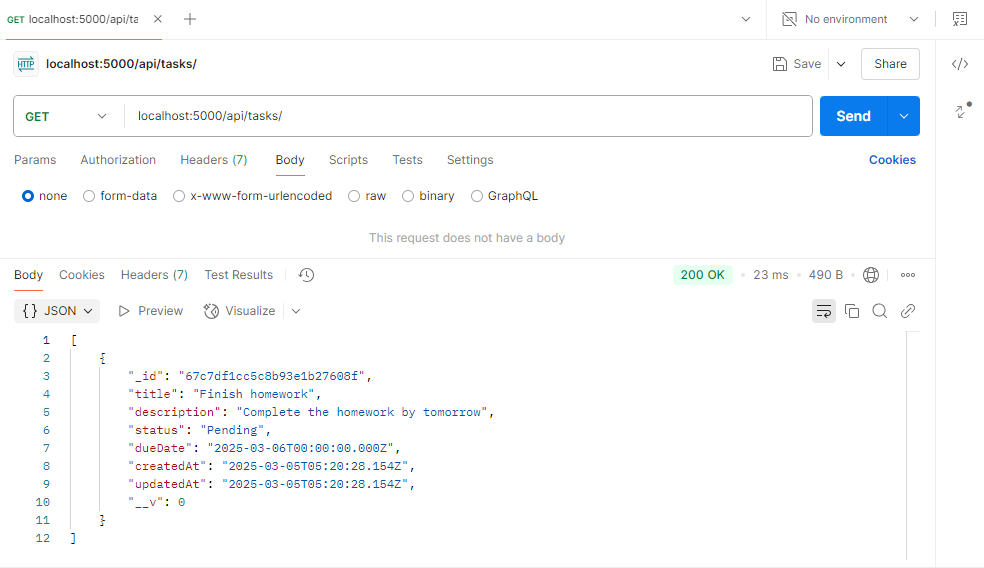 GET localhost:5000/api/ta
No environment
HTTP localhost:5000/api/tasks/
Save
Share
GET localhost:5000/api/tasks/
Send
Params Authorization Headers (7) Body Scripts Tests Settings Cookies
none form-data x-www-form-urlencoded raw binary GraphQL
This request does not have a body
Body Cookies Headers (7) Test Results 200 OK • 23 ms • 490 B •
{} JSON Preview Visualize
1 [
2 {
3 "_id": "67c7df1cc5c8b93e1b27608f",
4 "title": "Finish homework",
5 "description": "Complete the homework by tomorrow",
6 "status": "Pending",
7 "dueDate": "2025-03-06T00:00:00.000Z",
8 "createdAt": "2025-03-05T05:20:28.154Z",
9 "updatedAt": "2025-03-05T05:20:28.154Z",
10 "__v": 0
11 }
12 ]